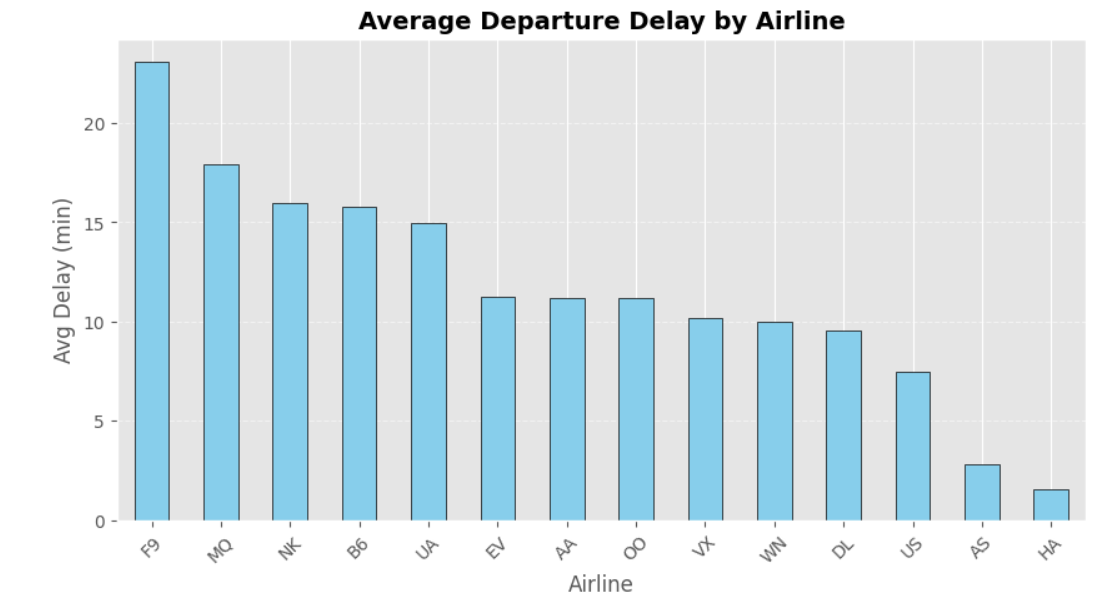 Average Departure Delay by Airline
Avg Delay (min)
20
15
10
5
0
F9 MQ NK B6 UA EV AA OO VX WN DL US AS HA
Airline